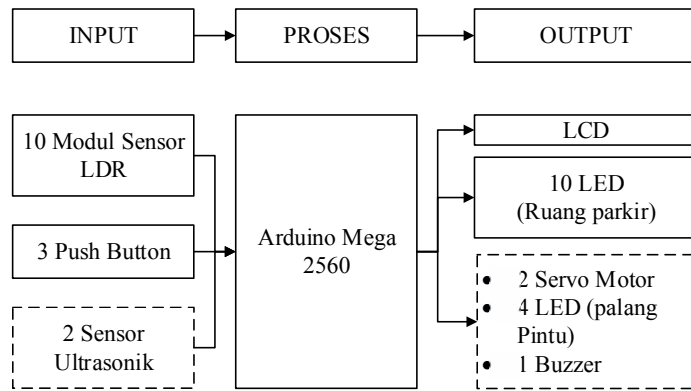 INPUT
PROSES
OUTPUT
10 Modul Sensor
LDR
3 Push Button
2 Sensor
Ultrasonik
Arduino Mega
2560
LCD
10 LED
(Ruang parkir)
• 2 Servo Motor
• 4 LED (palang
Pintu)
• 1 Buzzer